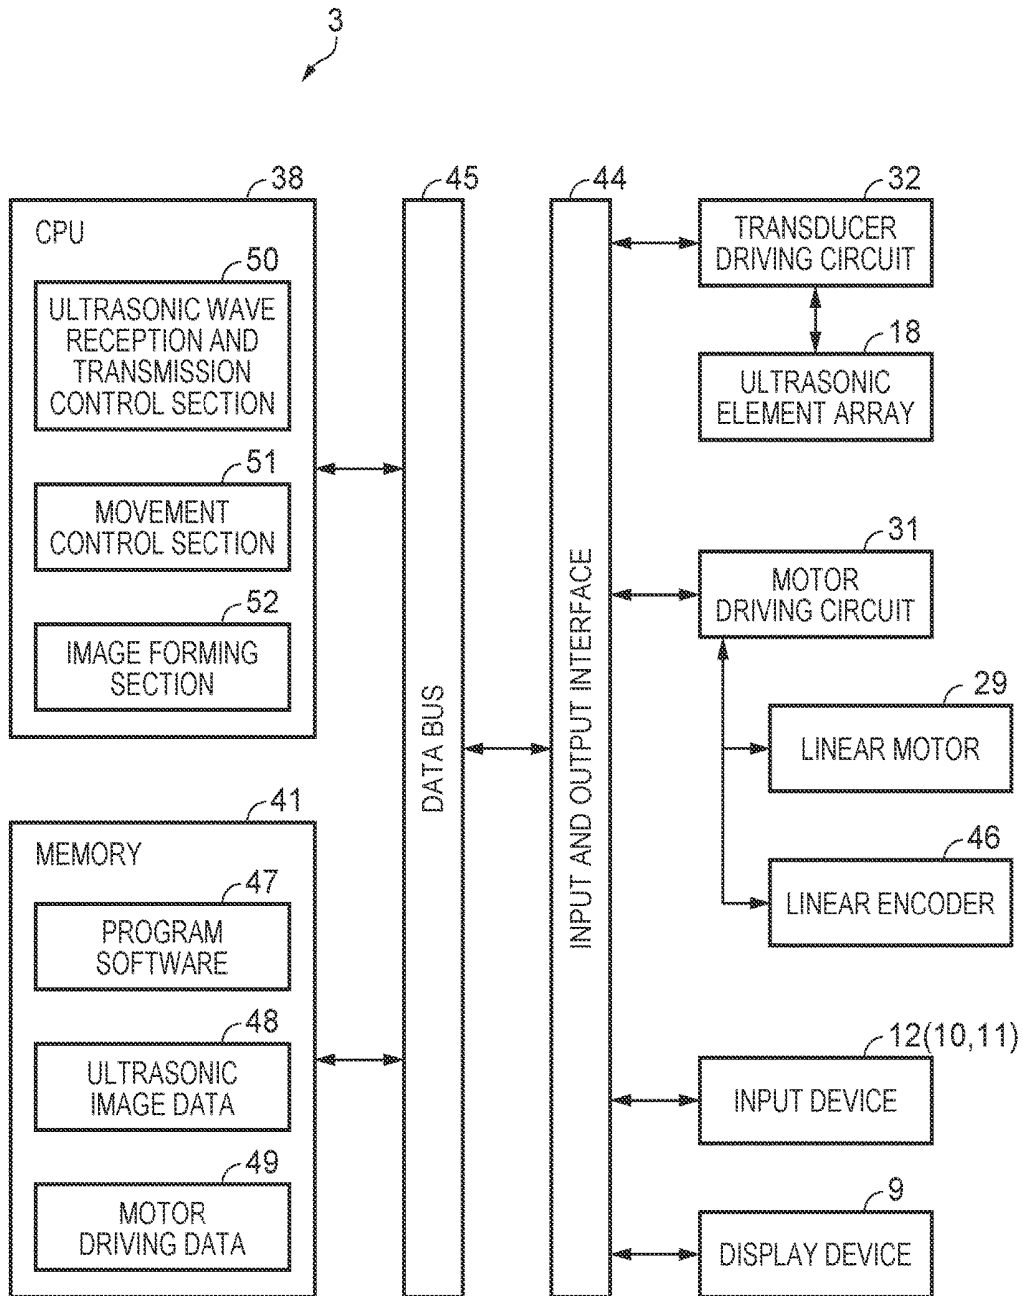 3
38
CPU
50
ULTRASONIC WAVE
RECEPTION AND
TRANSMISSION
CONTROL SECTION
51
MOVEMENT
CONTROL SECTION
52
IMAGE FORMING
SECTION
41
MEMORY
47
PROGRAM
SOFTWARE
48
ULTRASONIC
IMAGE DATA
49
MOTOR
DRIVING DATA
45
DATA BUS
44
INPUT AND OUTPUT INTERFACE
32
TRANSDUCER
DRIVING CIRCUIT
18
ULTRASONIC
ELEMENT ARRAY
31
MOTOR
DRIVING CIRCUIT
29
LINEAR MOTOR
46
LINEAR ENCODER
12(10,11)
INPUT DEVICE
9
DISPLAY DEVICE